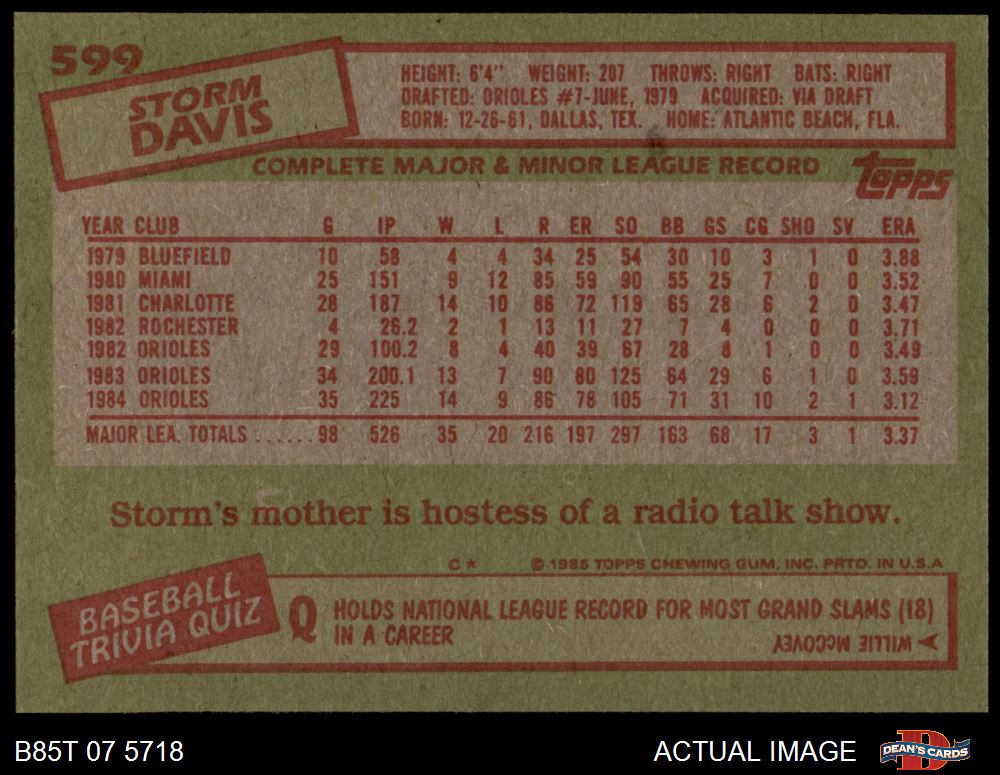 599
STORM
DAVIS
HEIGHT: 6'4" WEIGHT: 207 THROWS: RIGHT BATS: RIGHT
DRAFTED: ORIOLES #7-JUNE, 1979 ACQUIRED: VIA DRAFT
BORN: 12-26-61, DALLAS, TEX. HOME: ATLANTIC BEACH, FLA.
COMPLETE MAJOR & MINOR LEAGUE RECORD
TOPPS
YEAR CLUB G IP W L R ER SO BB GS CG SHO SV ERA
1979 BLUEFIELD 10 58 4 4 34 25 54 30 10 3 1 0 3.88
1980 MIAMI 25 151 9 12 85 59 90 55 25 7 0 0 3.52
1981 CHARLOTTE 28 187 14 10 86 72 119 65 28 6 2 0 3.47
1982 ROCHESTER 4 26.2 2 1 13 11 27 7 4 0 0 0 3.71
1982 ORIOLES 29 100.2 8 4 40 39 67 28 8 1 0 0 3.49
1983 ORIOLES 34 200.1 13 7 90 80 125 64 29 6 1 0 3.59
1984 ORIOLES 35 225 14 9 86 78 105 71 31 10 2 1 3.12
MAJOR LEA. TOTALS ...... 98 526 35 20 216 197 297 163 68 17 3 1 3.37
Storm's mother is hostess of a radio talk show.
C* © 1985 TOPPS CHEWING GUM, INC. PRTD. IN U.S.A
BASEBALL
TRIVIA QUIZ
Q HOLDS NATIONAL LEAGUE RECORD FOR MOST GRAND SLAMS (18)
IN A CAREER
WILLIE McCOVEY
B85T 07 5718
ACTUAL IMAGE
D
DEAN'S CARDS